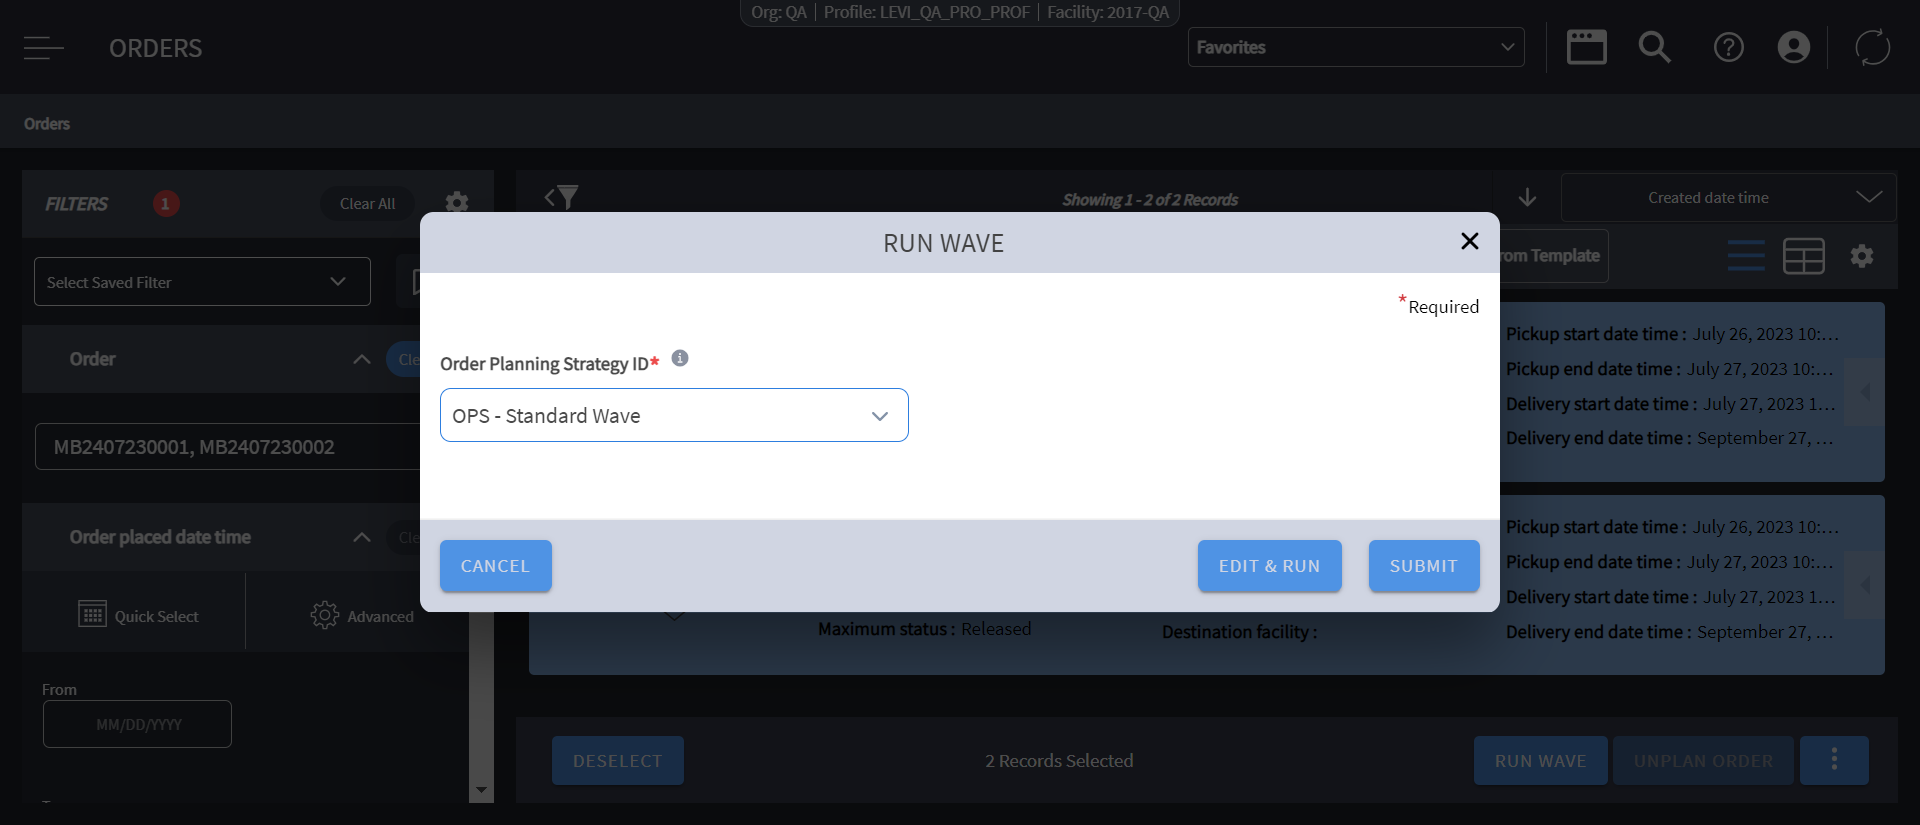 Org: QA | Profile: LEVI_QA_PRO_PROF | Facility: 2017-QA
ORDERS
Favorites
Orders
FILTERS 1 Clear All
Showing 1 - 2 of 2 Records
Created date time
Select Saved Filter
rom Template
RUN WAVE
*Required
Order Planning Strategy ID*
OPS - Standard Wave
CANCEL
EDIT & RUN
SUBMIT
Order
Cle
MB2407230001, MB2407230002
Order placed date time
Cle
Quick Select
Advanced
From
MM/DD/YYYY
Pickup start date time : July 26, 2023 10:...
Pickup end date time : July 27, 2023 10:...
Delivery start date time : July 27, 2023 1...
Delivery end date time : September 27, ...
Pickup start date time : July 26, 2023 10:...
Pickup end date time : July 27, 2023 10:...
Delivery start date time : July 27, 2023 1...
Delivery end date time : September 27, ...
Maximum status : Released
Destination facility :
DESELECT
2 Records Selected
RUN WAVE
UNPLAN ORDER